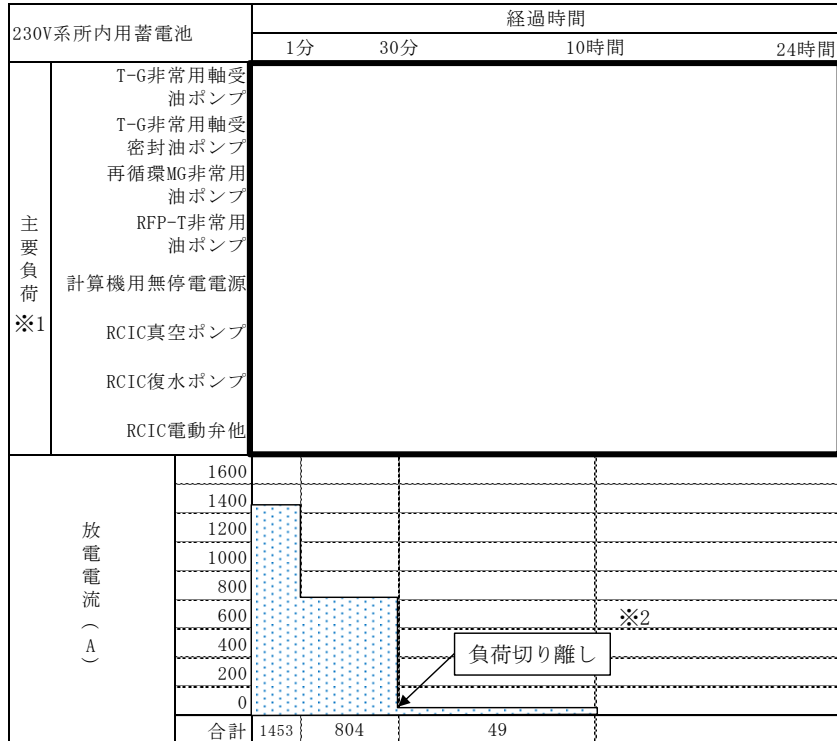 230V系所内用蓄電池
経過時間
1分 30分 10時間 24時間
主要負荷
※1
T-G非常用軸受
油ポンプ
T-G非常用軸受
密封油ポンプ
再循環MG非常用
油ポンプ
RFP-T非常用
油ポンプ
計算機用無停電電源
RCIC真空ポンプ
RCIC復水ポンプ
RCIC電動弁他
放電電流(A)
1600
1400
1200
1000
800
600
400
200
0
※2
負荷切り離し
合計 1453 804 49